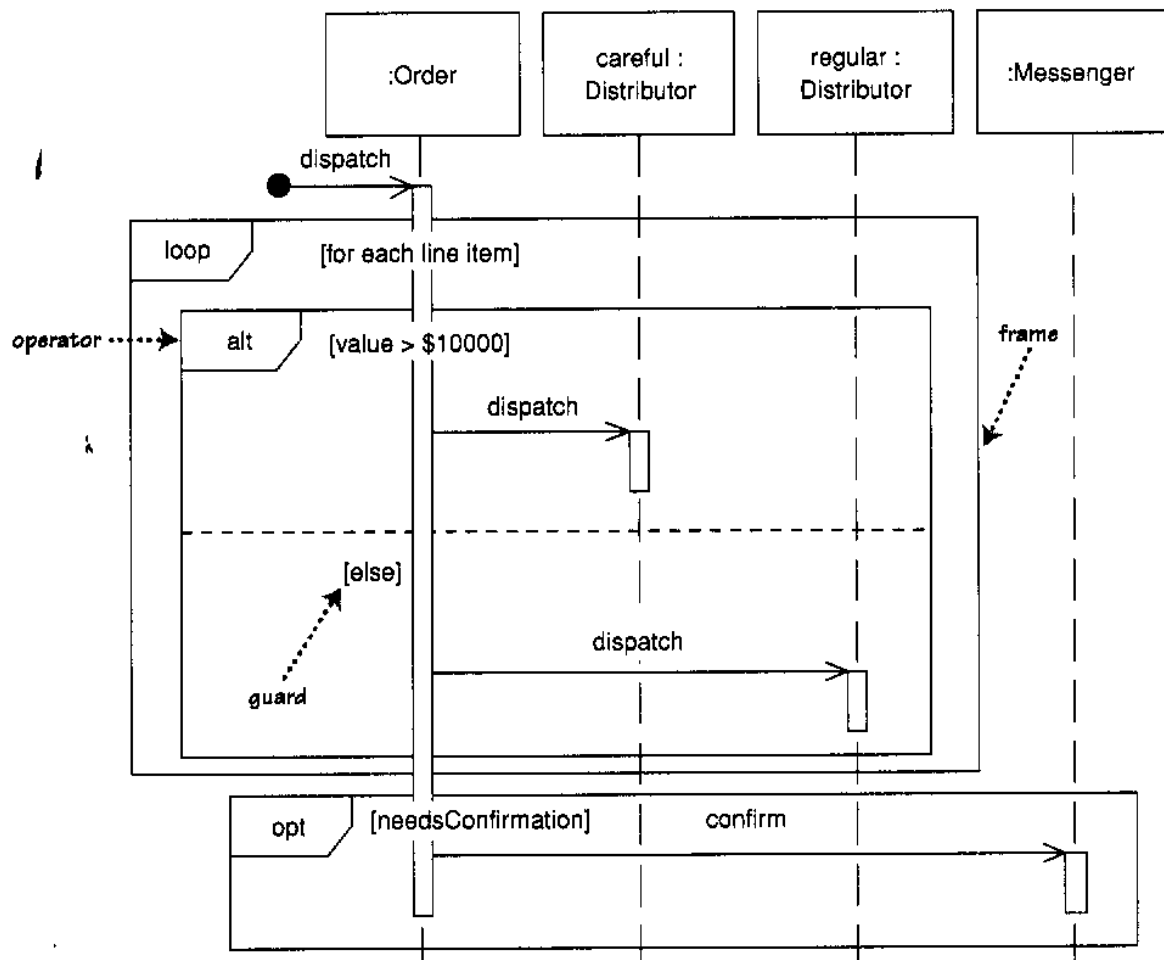 :Order
careful :
Distributor
regular :
Distributor
:Messenger
dispatch
loop
[for each line item]
operator
alt
[value > $10000]
frame
dispatch
[else]
dispatch
guard
opt
[needsConfirmation]
confirm